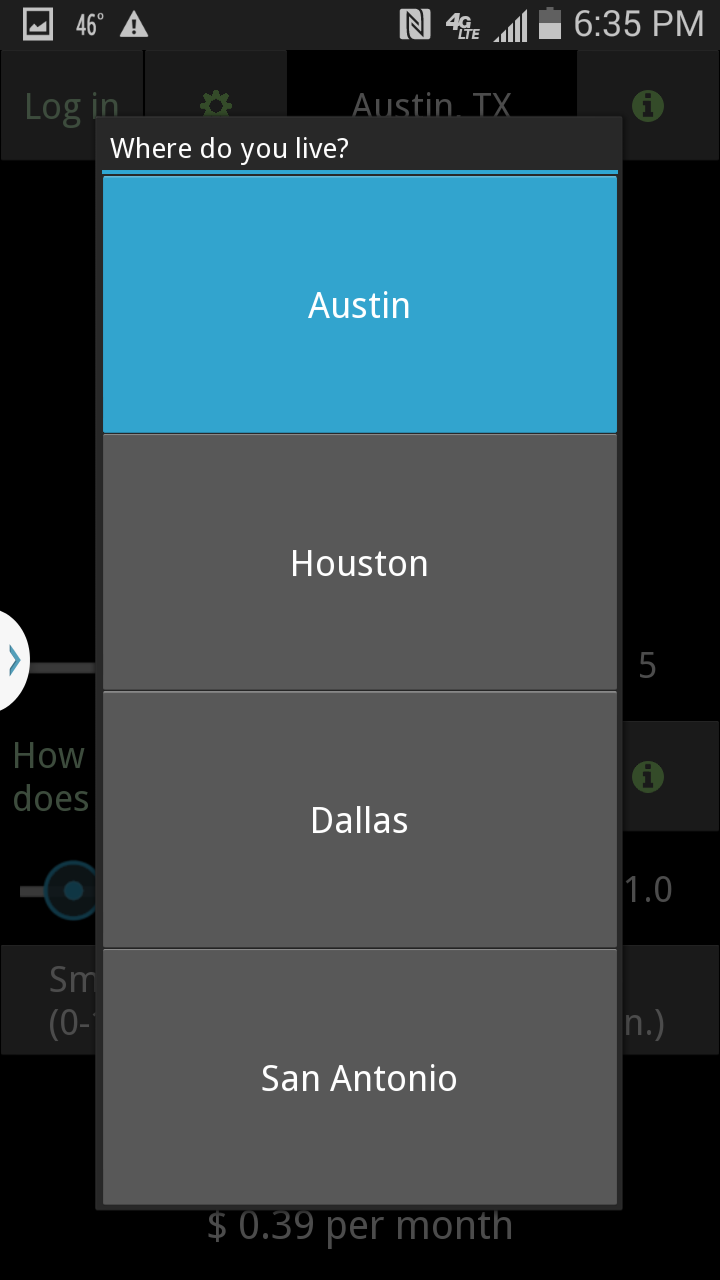 46°
4G LTE
6:35 PM
Log in
Austin, TX
Where do you live?
Austin
Houston
Dallas
San Antonio
5
How
does
1.0
Sm
(0-
n.)
$ 0.39 per month